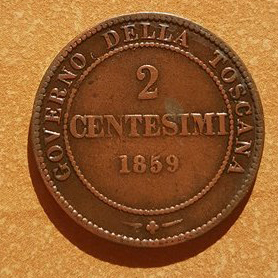 GOVERNO DELLA TOSCANA
2
CENTESIMI
1859